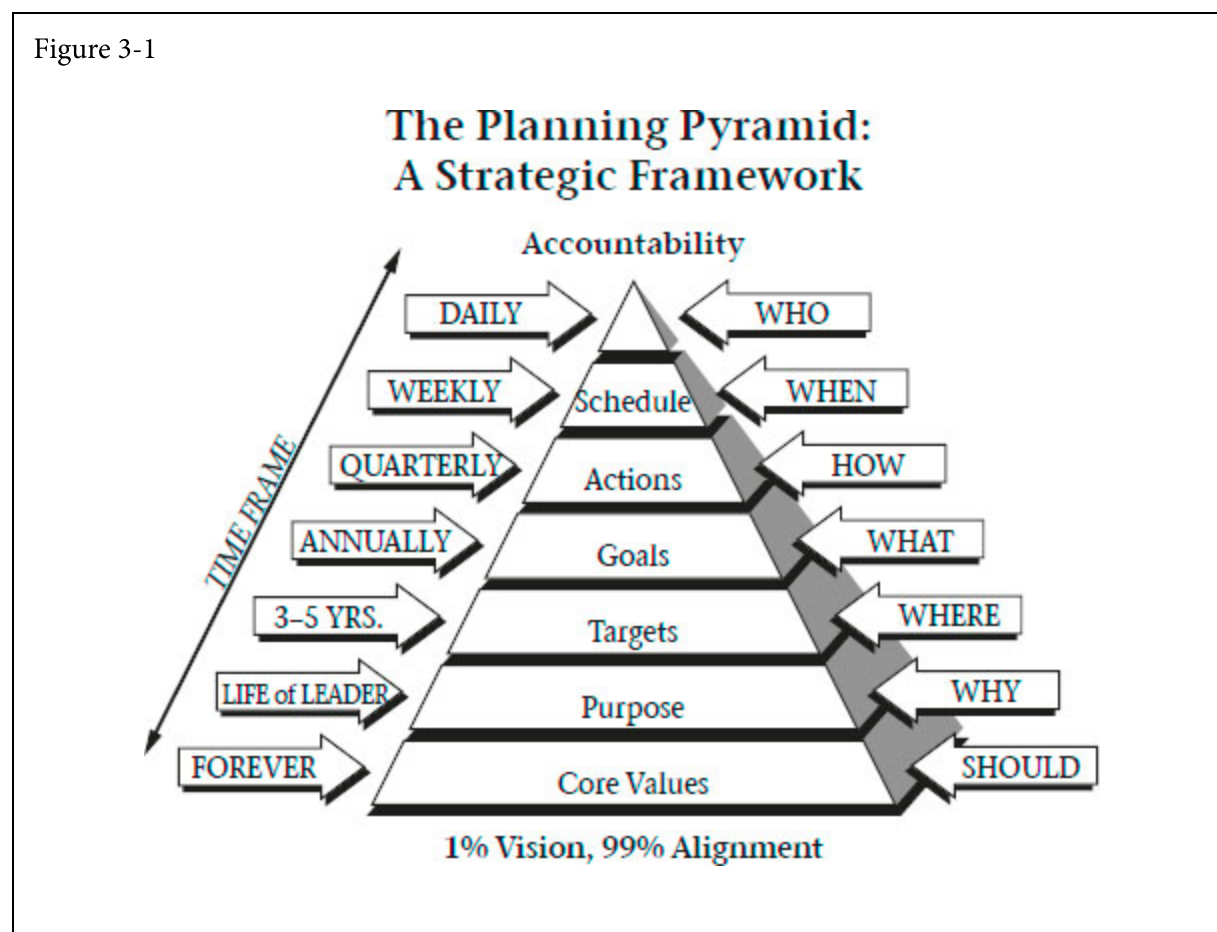 Figure 3-1
The Planning Pyramid:
A Strategic Framework
Accountability
DAILY WHO
WEEKLY Schedule WHEN
QUARTERLY Actions HOW
ANNUALLY Goals WHAT
3–5 YRS. Targets WHERE
LIFE of LEADER Purpose WHY
FOREVER Core Values SHOULD
TIME FRAME
1% Vision, 99% Alignment